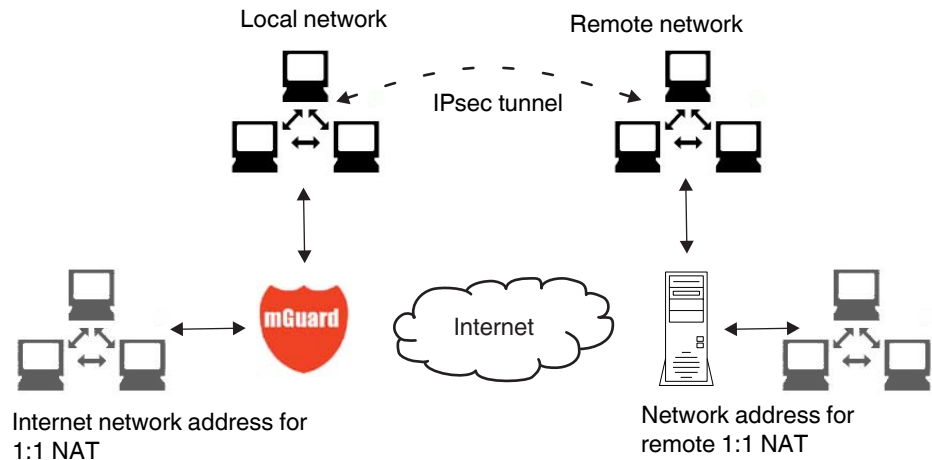 Local network
Remote network
IPsec tunnel
mGuard
Internet
Internet network address for
1:1 NAT
Network address for
remote 1:1 NAT